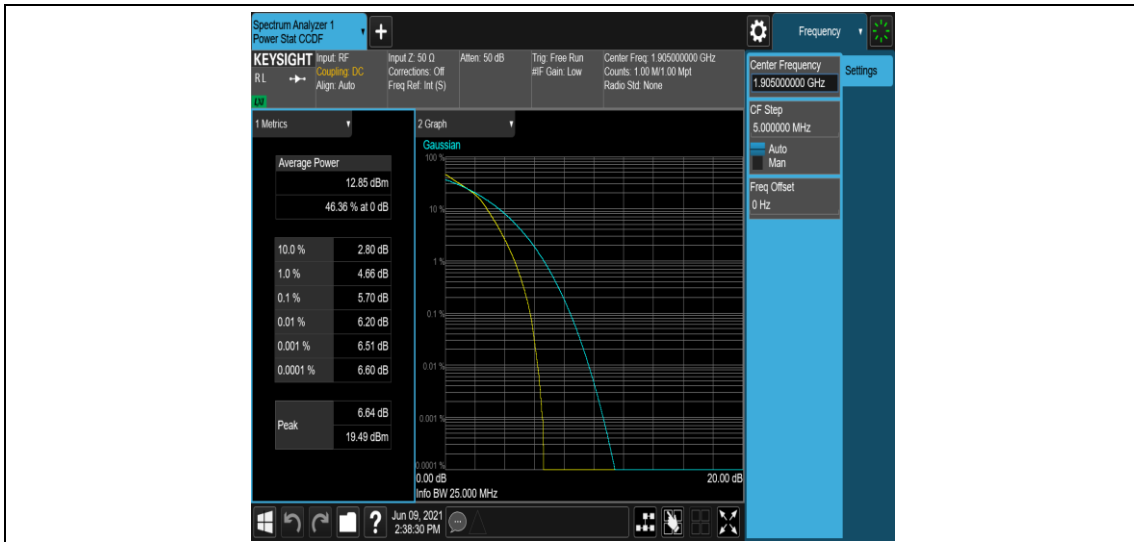 Spectrum Analyzer 1
Power Stat CCDF
+
Frequency
KEYSIGHT
RL
LXI
Input: RF
Coupling: DC
Align: Auto
Input Z: 50 Ω
Corrections: Off
Freq Ref: Int (S)
Atten: 50 dB
Trig: Free Run
#IF Gain: Low
Center Freq: 1.905000000 GHz
Counts: 1.00 M/1.00 Mpt
Radio Std: None
Center Frequency
1.905000000 GHz
Settings
CF Step
5.000000 MHz
Auto
Man
Freq Offset
0 Hz
1 Metrics
Average Power
12.85 dBm
46.36 % at 0 dB
10.0 % 2.80 dB
1.0 % 4.66 dB
0.1 % 5.70 dB
0.01 % 6.20 dB
0.001 % 6.51 dB
0.0001 % 6.60 dB
Peak
6.64 dB
19.49 dBm
2 Graph
Gaussian
100 %
10 %
1 %
0.1 %
0.01 %
0.001 %
0.0001 %
0.00 dB
20.00 dB
Info BW 25.000 MHz
?
Jun 09, 2021
2:38:30 PM